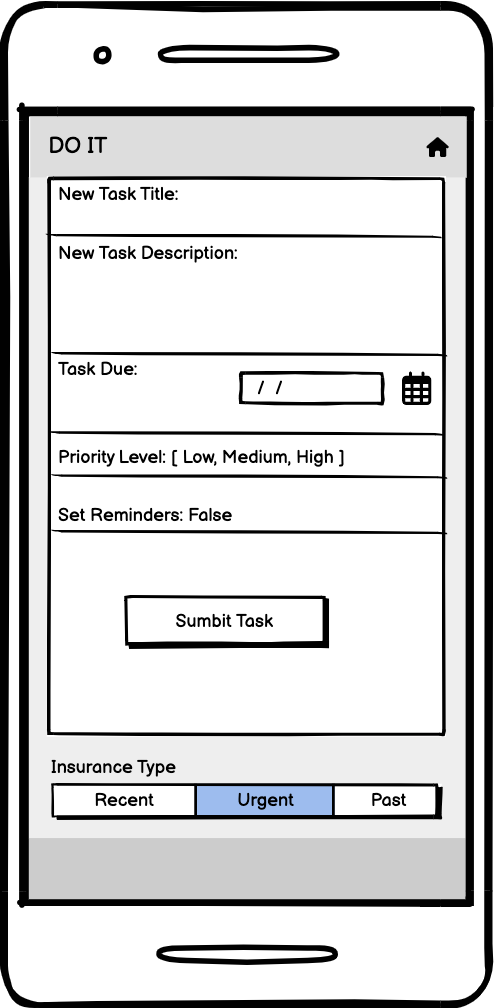 DO IT
New Task Title:
New Task Description:
Task Due:
/ /
Priority Level: [ Low, Medium, High ]
Set Reminders: False
Sumbit Task
Insurance Type
Recent Urgent Past